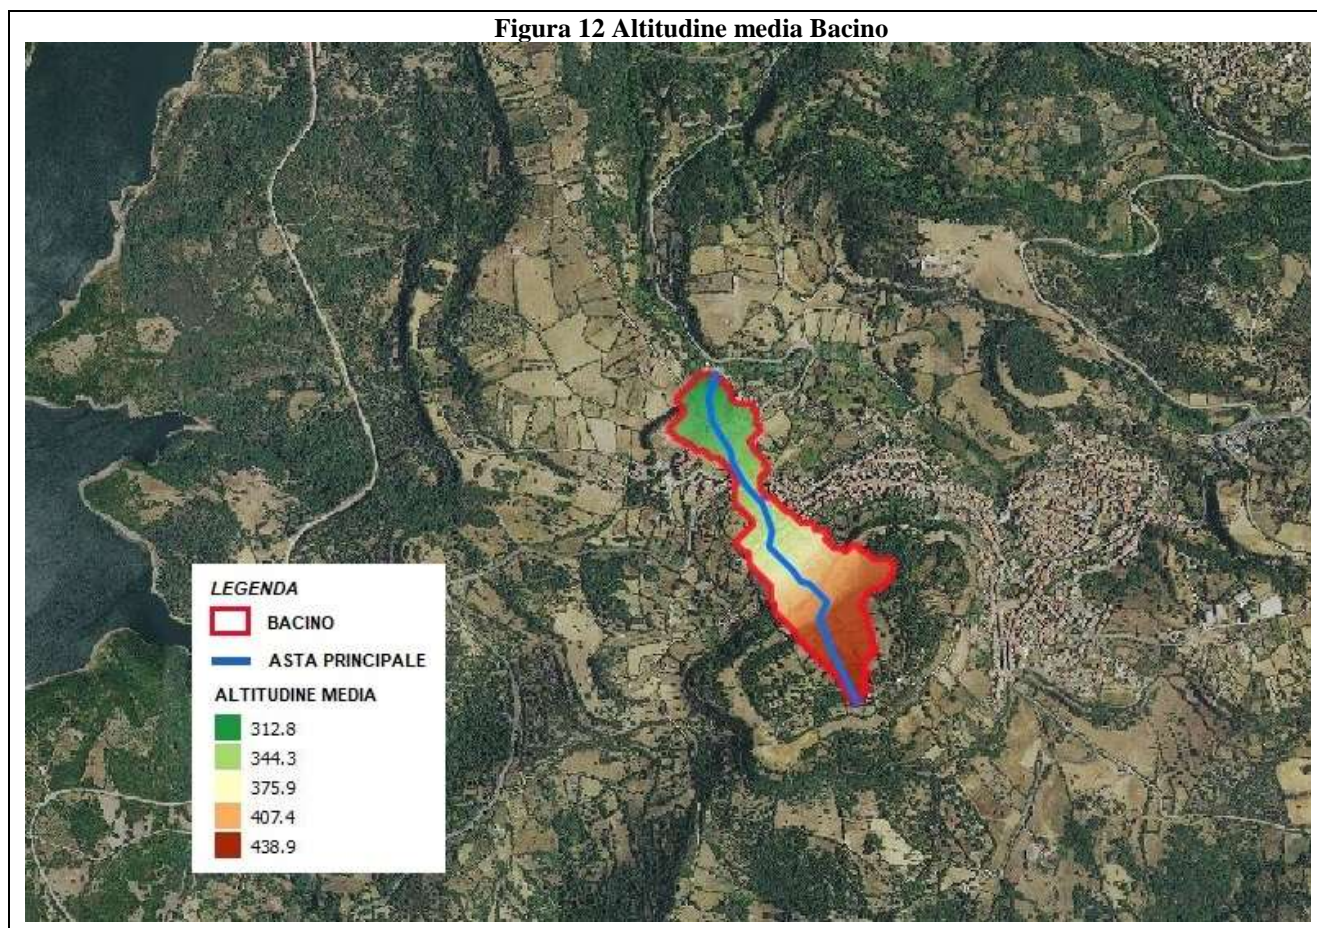 Figura 12 Altitudine media Bacino
LEGENDA
BACINO
ASTA PRINCIPALE
ALTITUDINE MEDIA
312.8
344.3
375.9
407.4
438.9